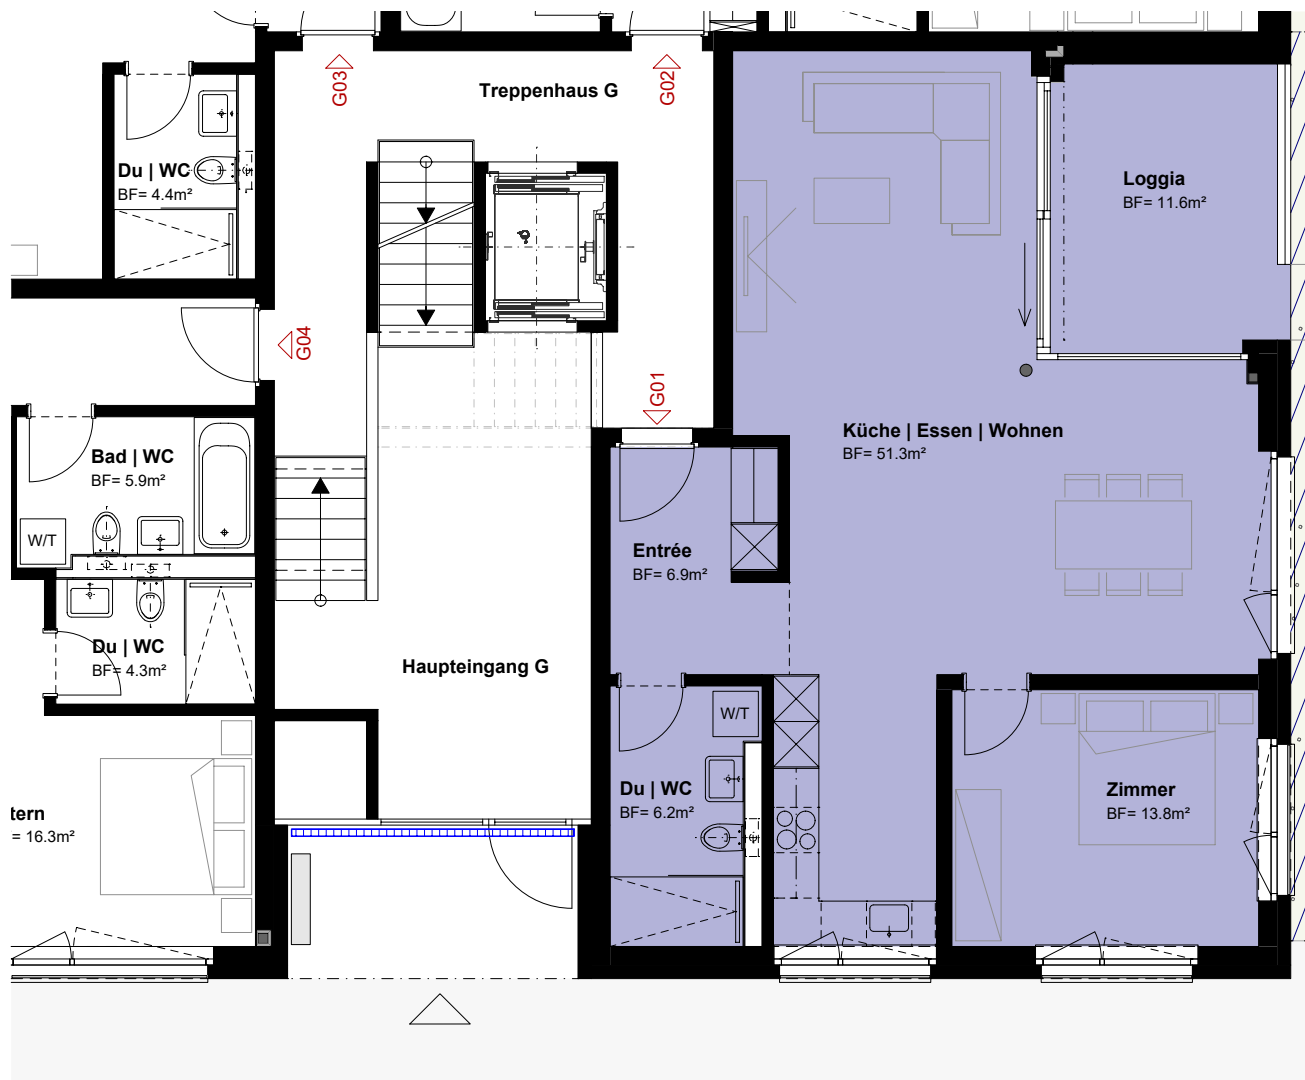 G03
Treppenhaus G
G02
Du | WC
BF= 4.4m²
Loggia
BF= 11.6m²
G04
G01
Küche | Essen | Wohnen
BF= 51.3m²
Bad | WC
BF= 5.9m²
W/T
Entrée
BF= 6.9m²
Du | WC
BF= 4.3m²
Haupteingang G
W/T
Du | WC
BF= 6.2m²
Zimmer
BF= 13.8m²
tern
= 16.3m²